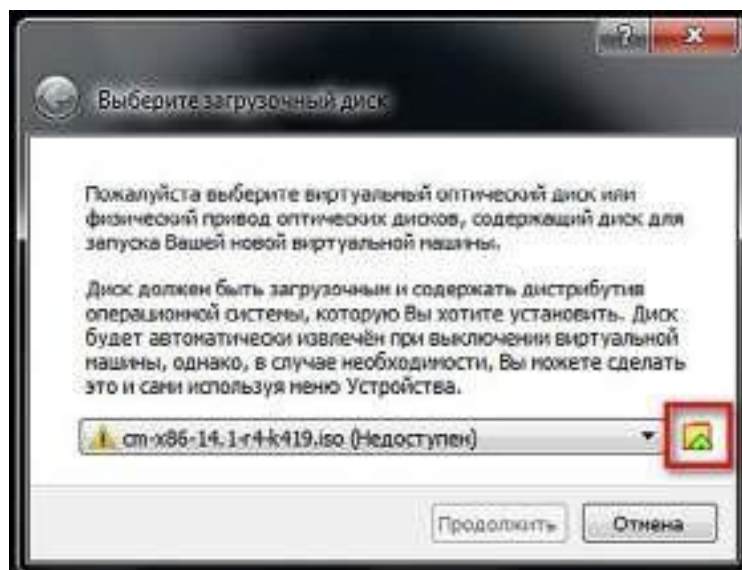 Выберите загрузочный диск
Пожалуйста выберите виртуальный оптический диск или
физический привод оптических дисков, содержащий диск для
запуска Вашей новой виртуальной машины.
Диск должен быть загрузочным и содержать дистрибутив
операционной системы, которую Вы хотите установить. Диск
будет автоматически извлечён при выключении виртуальной
машины, однако, в случае необходимости, Вы можете сделать
это и сами используя меню Устройства.
cm-x86-14.1-r4-k419.iso (Недоступен)
Продолжить Отмена